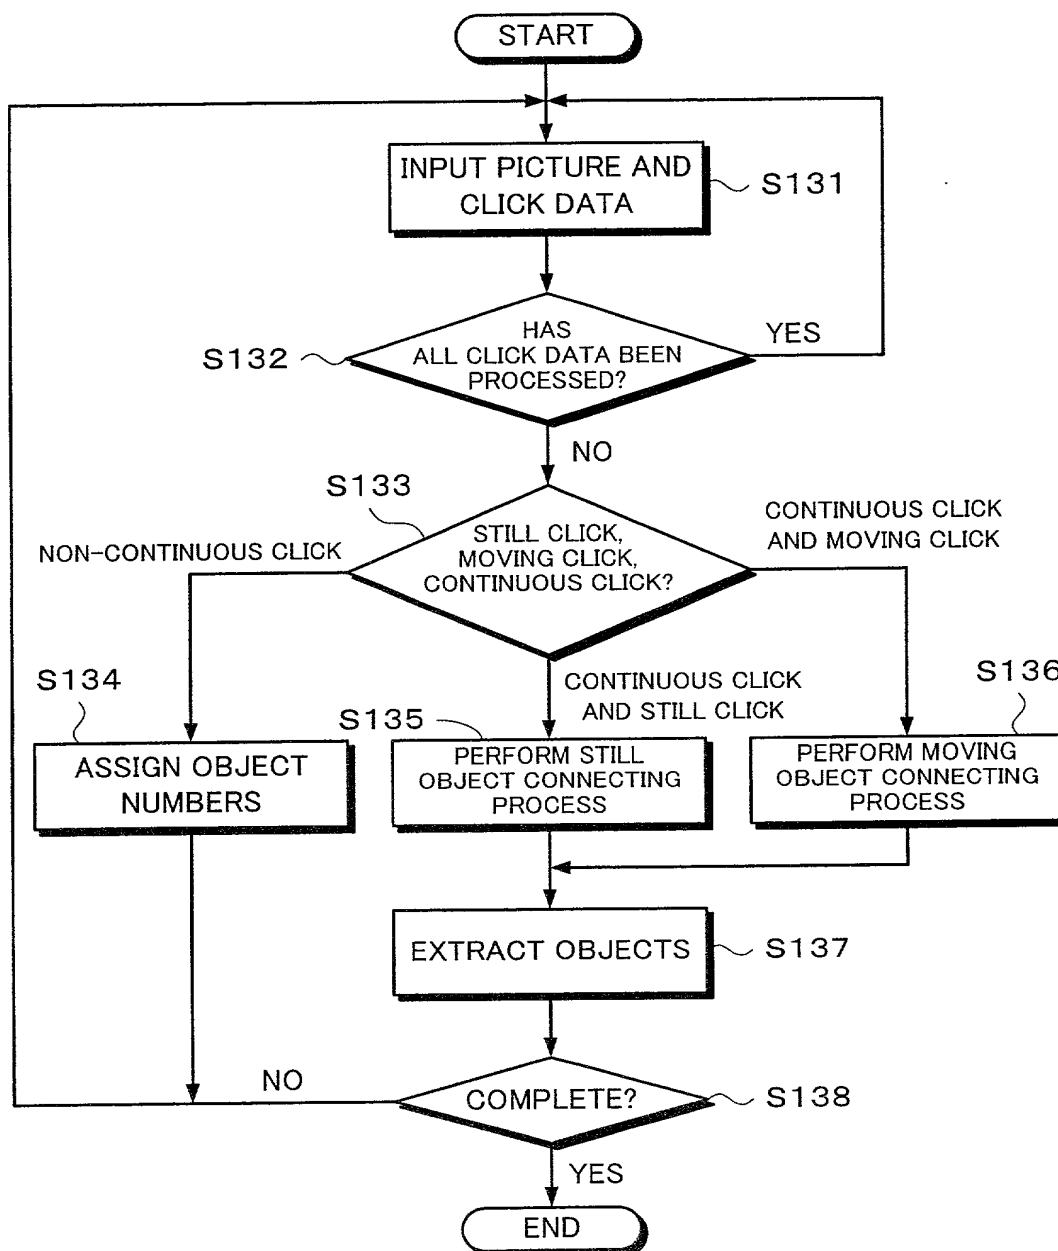 START
INPUT PICTURE AND
CLICK DATA
S131
HAS
ALL CLICK DATA BEEN
PROCESSED?
S132
YES
NO
S133
STILL CLICK,
MOVING CLICK,
CONTINUOUS CLICK?
NON-CONTINUOUS CLICK
CONTINUOUS CLICK
AND MOVING CLICK
CONTINUOUS CLICK
AND STILL CLICK
S134
ASSIGN OBJECT
NUMBERS
S135
PERFORM STILL
OBJECT CONNECTING
PROCESS
S136
PERFORM MOVING
OBJECT CONNECTING
PROCESS
EXTRACT OBJECTS
S137
NO
COMPLETE?
S138
YES
END